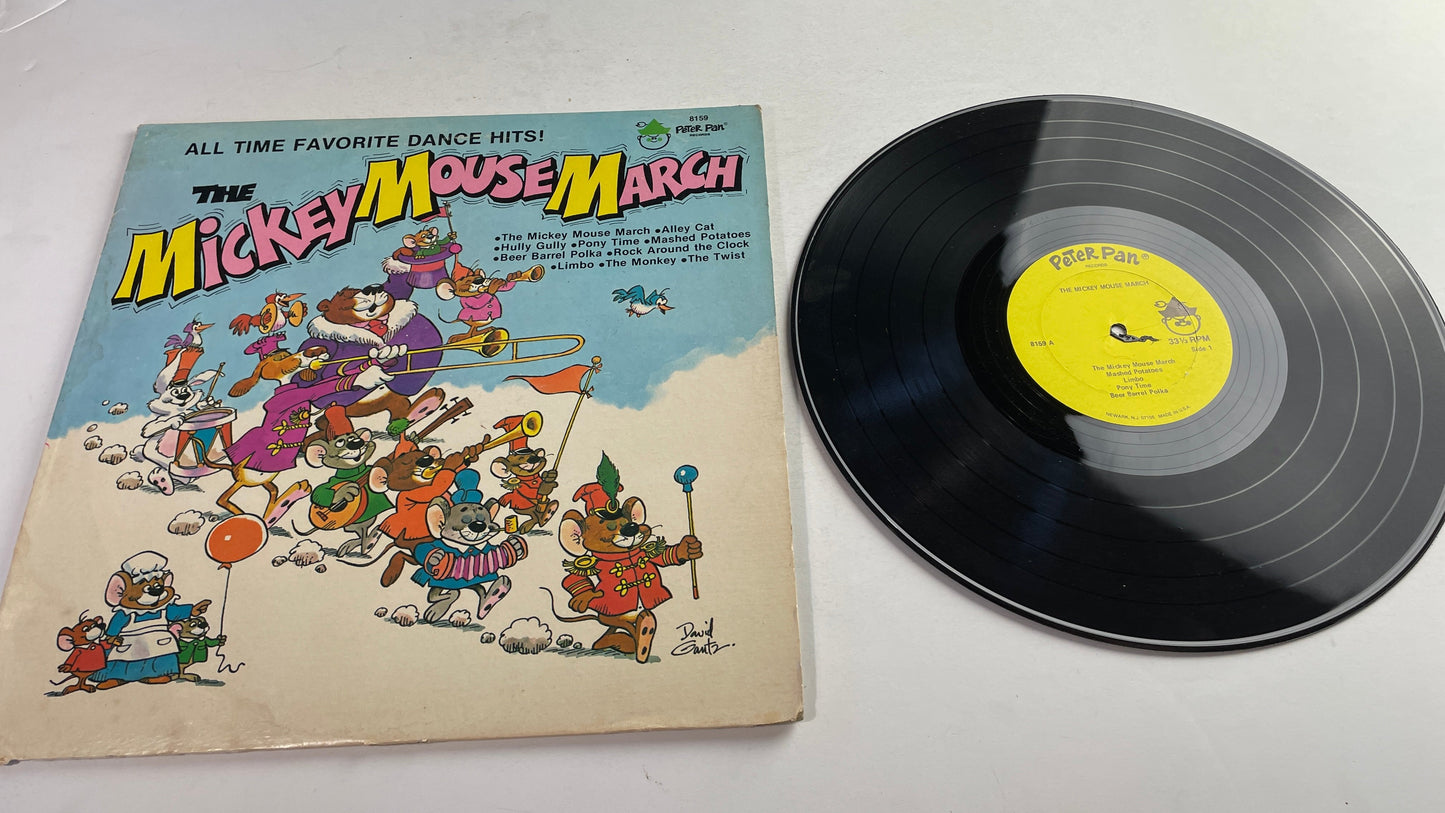 ALL TIME FAVORITE DANCE HITS!
8159
PETER PAN®
RECORDS
THE
MICKEY MOUSE MARCH
•The Mickey Mouse March •Alley Cat
•Hully Gully •Pony Time •Mashed Potatoes
•Beer Barrel Polka •Rock Around the Clock
•Limbo •The Monkey •The Twist
David
Gantz.
PETER PAN®
RECORDS
THE MICKEY MOUSE MARCH
8159 A
33⅓ RPM
Side 1
The Mickey Mouse March
Mashed Potatoes
Limbo
Pony Time
Beer Barrel Polka
NEWARK, N.J. 07105 MADE IN U.S.A.